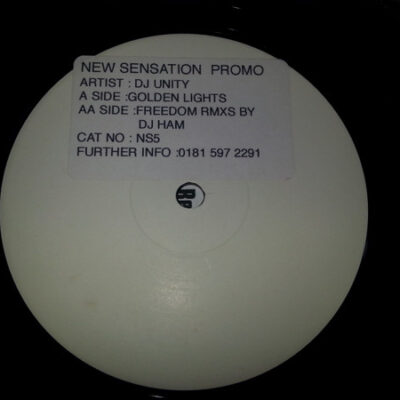 NEW SENSATION PROMO
ARTIST : DJ UNITY
A SIDE :GOLDEN LIGHTS
AA SIDE :FREEDOM RMXS BY
DJ HAM
CAT NO : NS5
FURTHER INFO :0181 597 2291